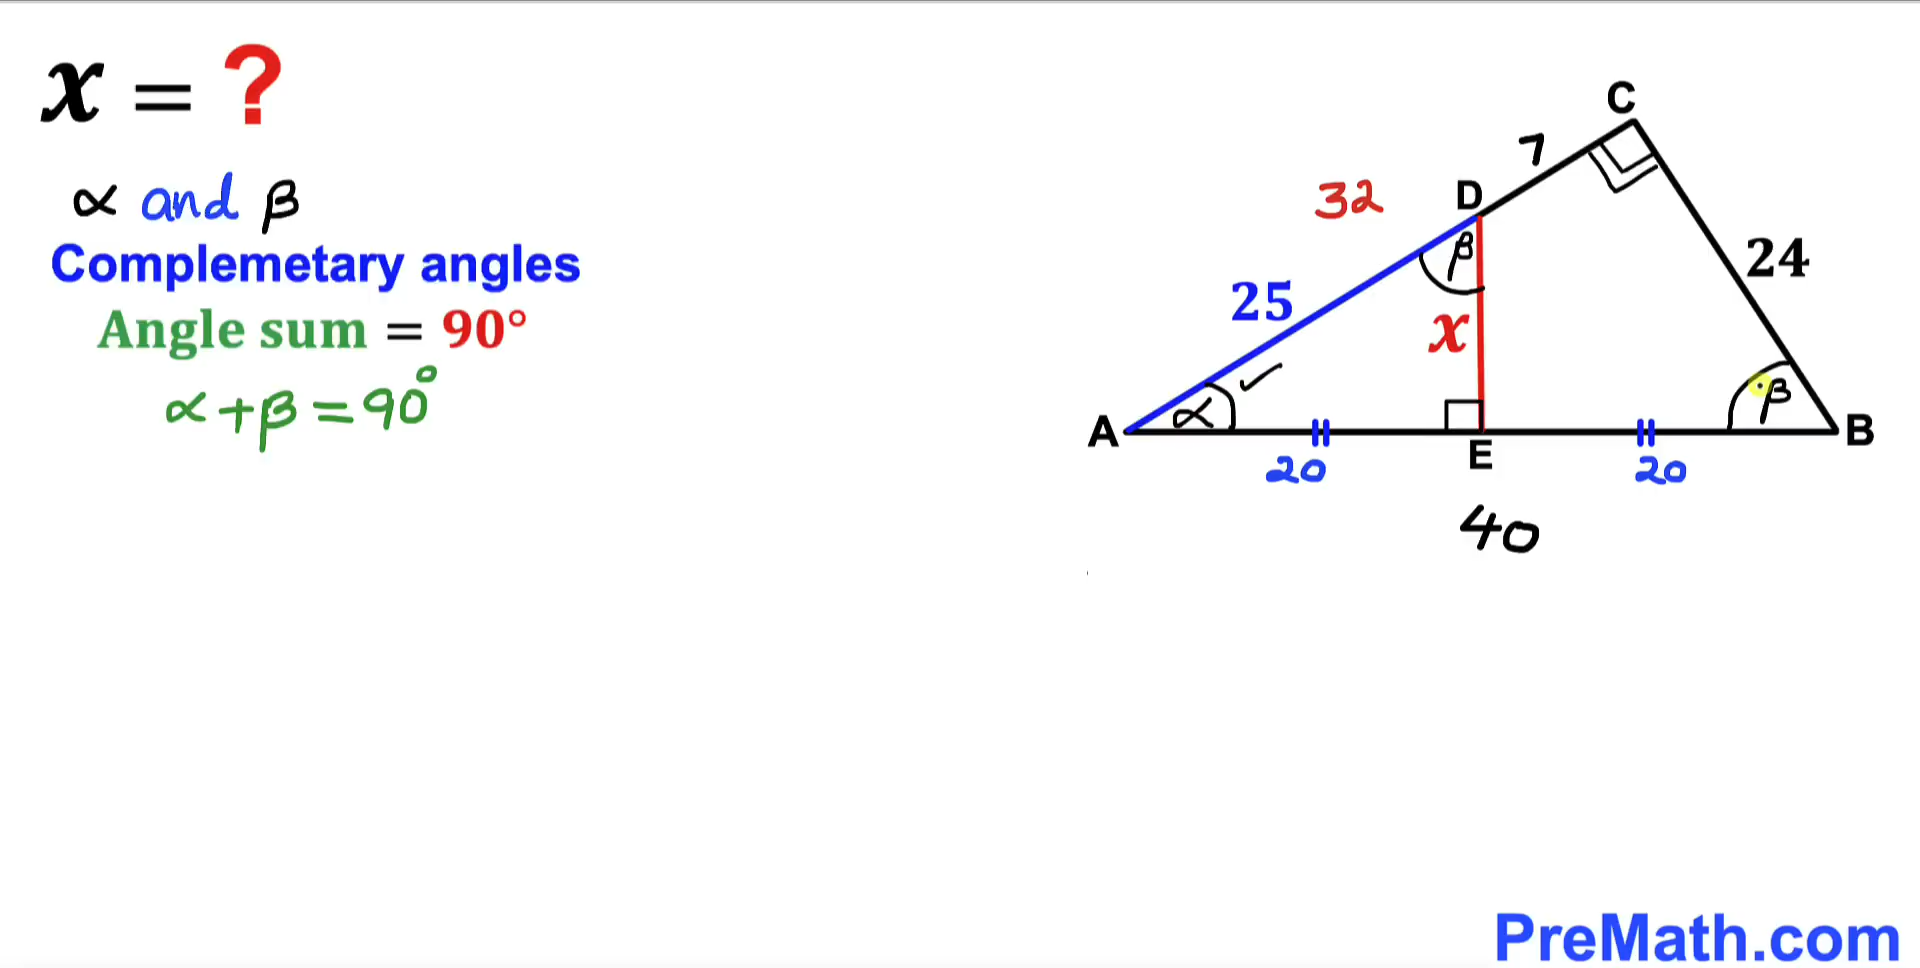 x = ?
α and β
Complemetary angles
Angle sum = 90°
α + β = 90°
C
7
D
32
β
24
25
x
α
β
A
B
E
20
20
40
PreMath.com